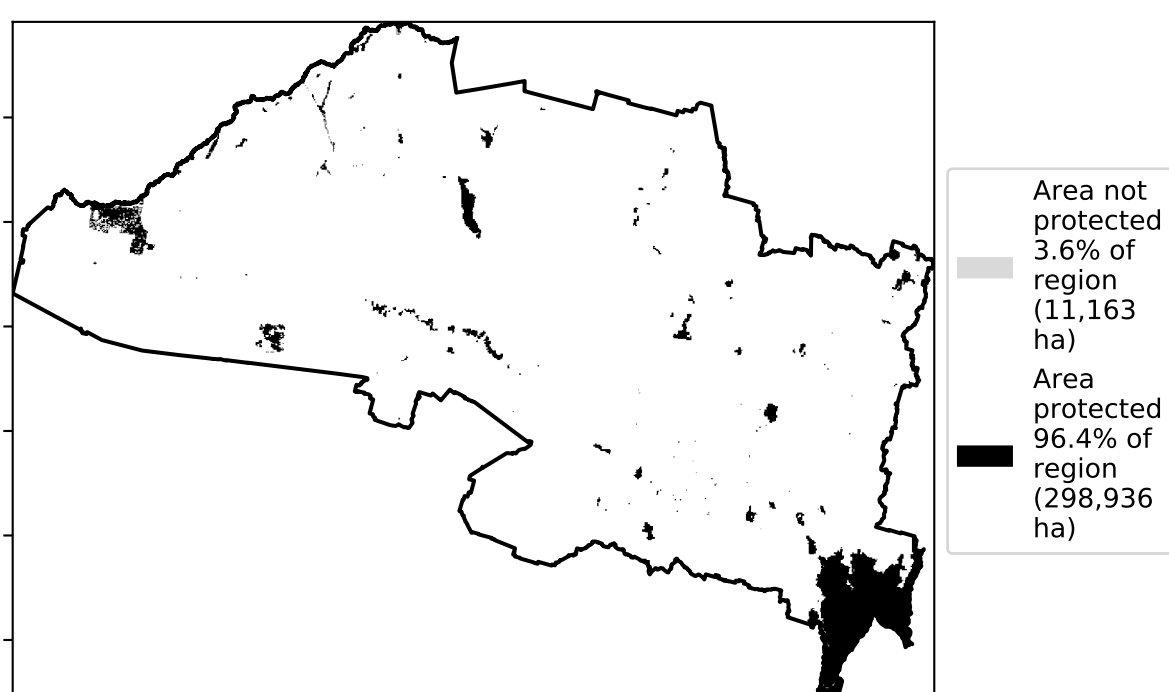 Area not
protected
3.6% of
region
(11,163
ha)
Area
protected
96.4% of
region
(298,936
ha)